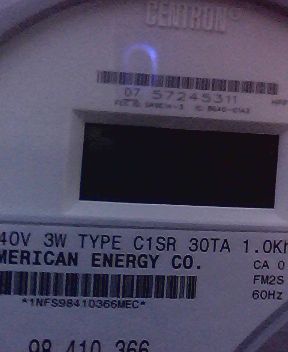 CENTRON®
07 57245311
40V 3W TYPE C1SR 30TA 1.0Kh
MERICAN ENERGY CO.
CA 0
FM2S
*1NFS98410366MEC*
60Hz
98 410 366